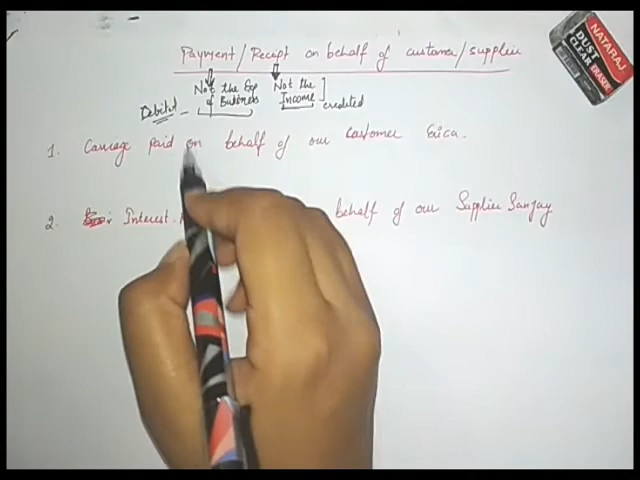 Payment/Receipt on behalf of customer/supplier
Not the Exp of Business
Not the Income
Debited
credited
1. Carriage paid on behalf of our customer Erica.
2. Interest behalf of our Supplier Sanjay
NATARAJ
DUST CLEAR ERASER